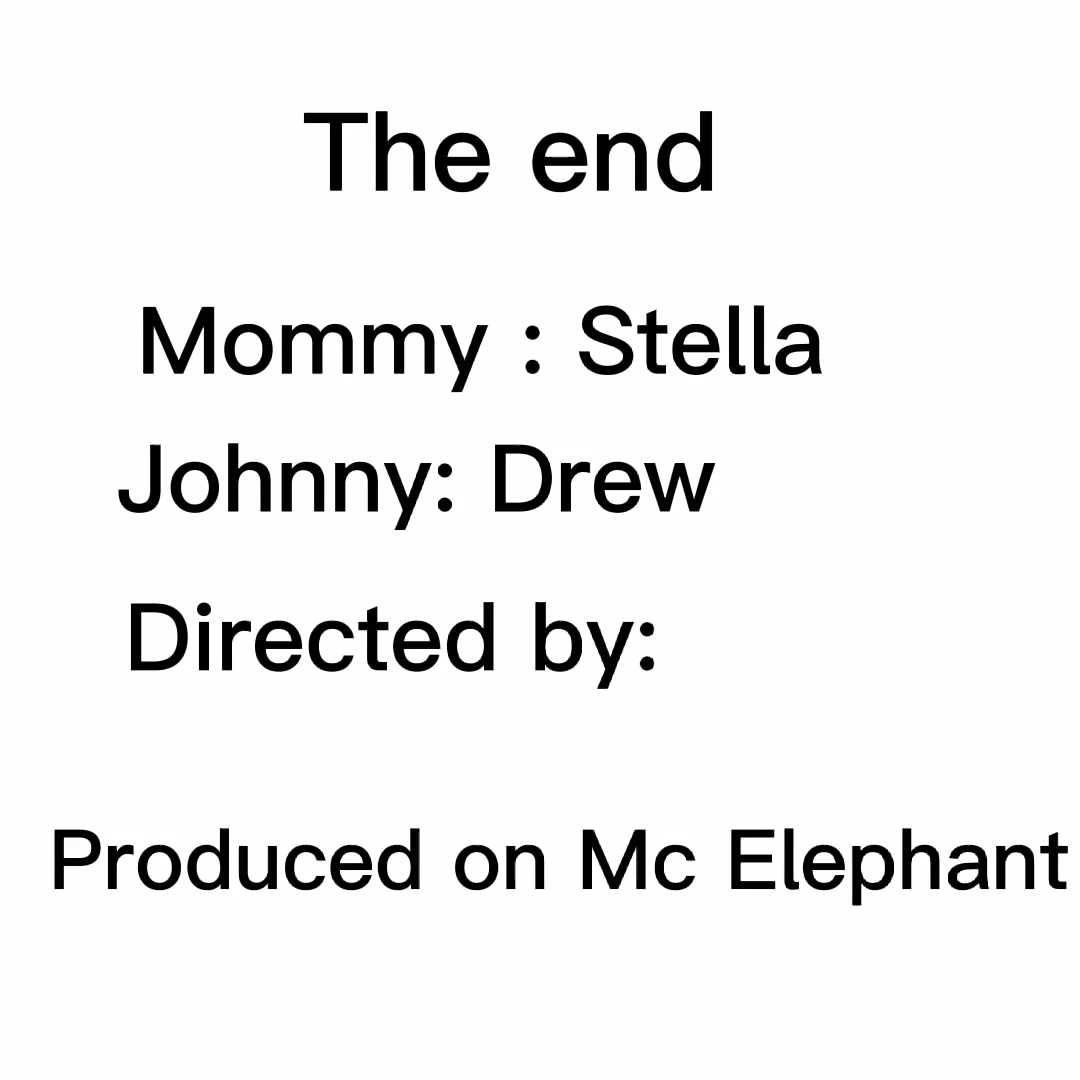 The end
Mommy : Stella
Johnny: Drew
Directed by:
Produced on Mc Elephant